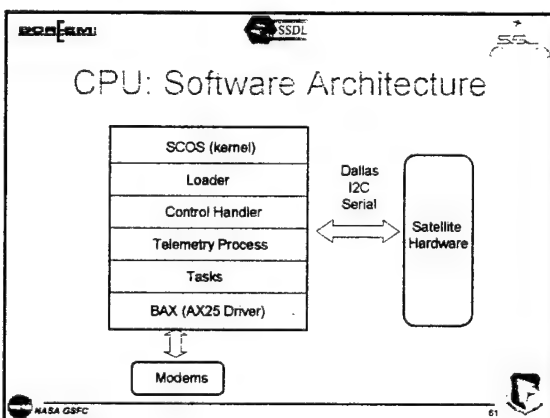 SSDL
CPU: Software Architecture
SCOS (kernel)
Loader
Control Handler
Telemetry Process
Tasks
BAX (AX25 Driver)
Dallas
I2C
Serial
Satellite
Hardware
Modems
NASA GSFC
61